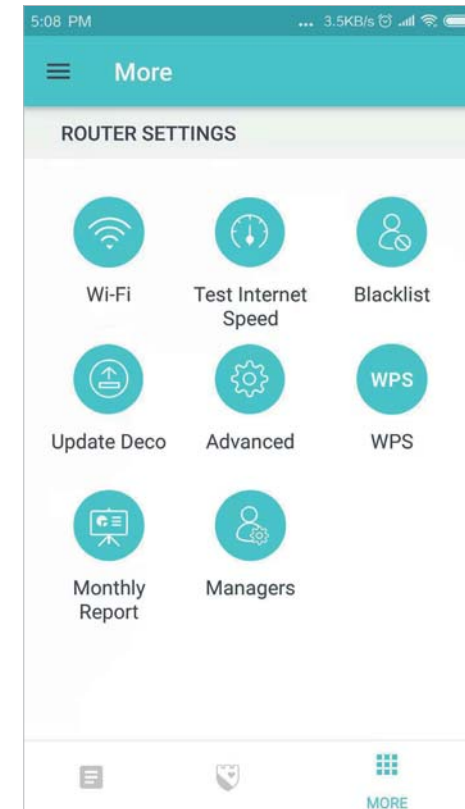 5:08 PM ... 3.5KB/s
More
ROUTER SETTINGS
Wi-Fi
Test Internet
Speed
Blacklist
Update Deco
Advanced
WPS
WPS
Monthly
Report
Managers
MORE